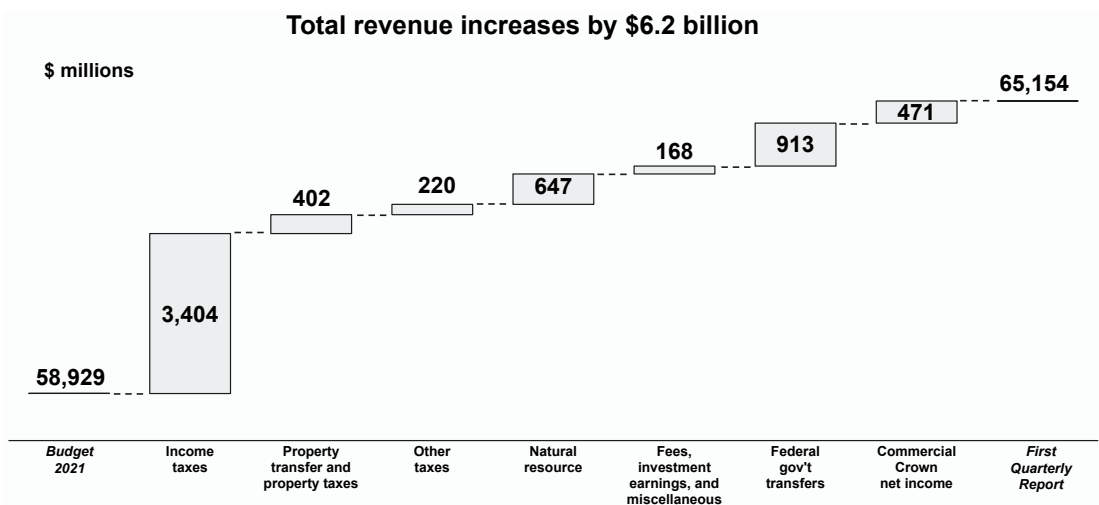 Total revenue increases by $6.2 billion
$ millions
65,154
471
913
168
647
220
402
3,404
58,929
Budget
2021
Income
taxes
Property
transfer and
property taxes
Other
taxes
Natural
resource
Fees,
investment
earnings, and
miscellaneous
Federal
gov't
transfers
Commercial
Crown
net income
First
Quarterly
Report